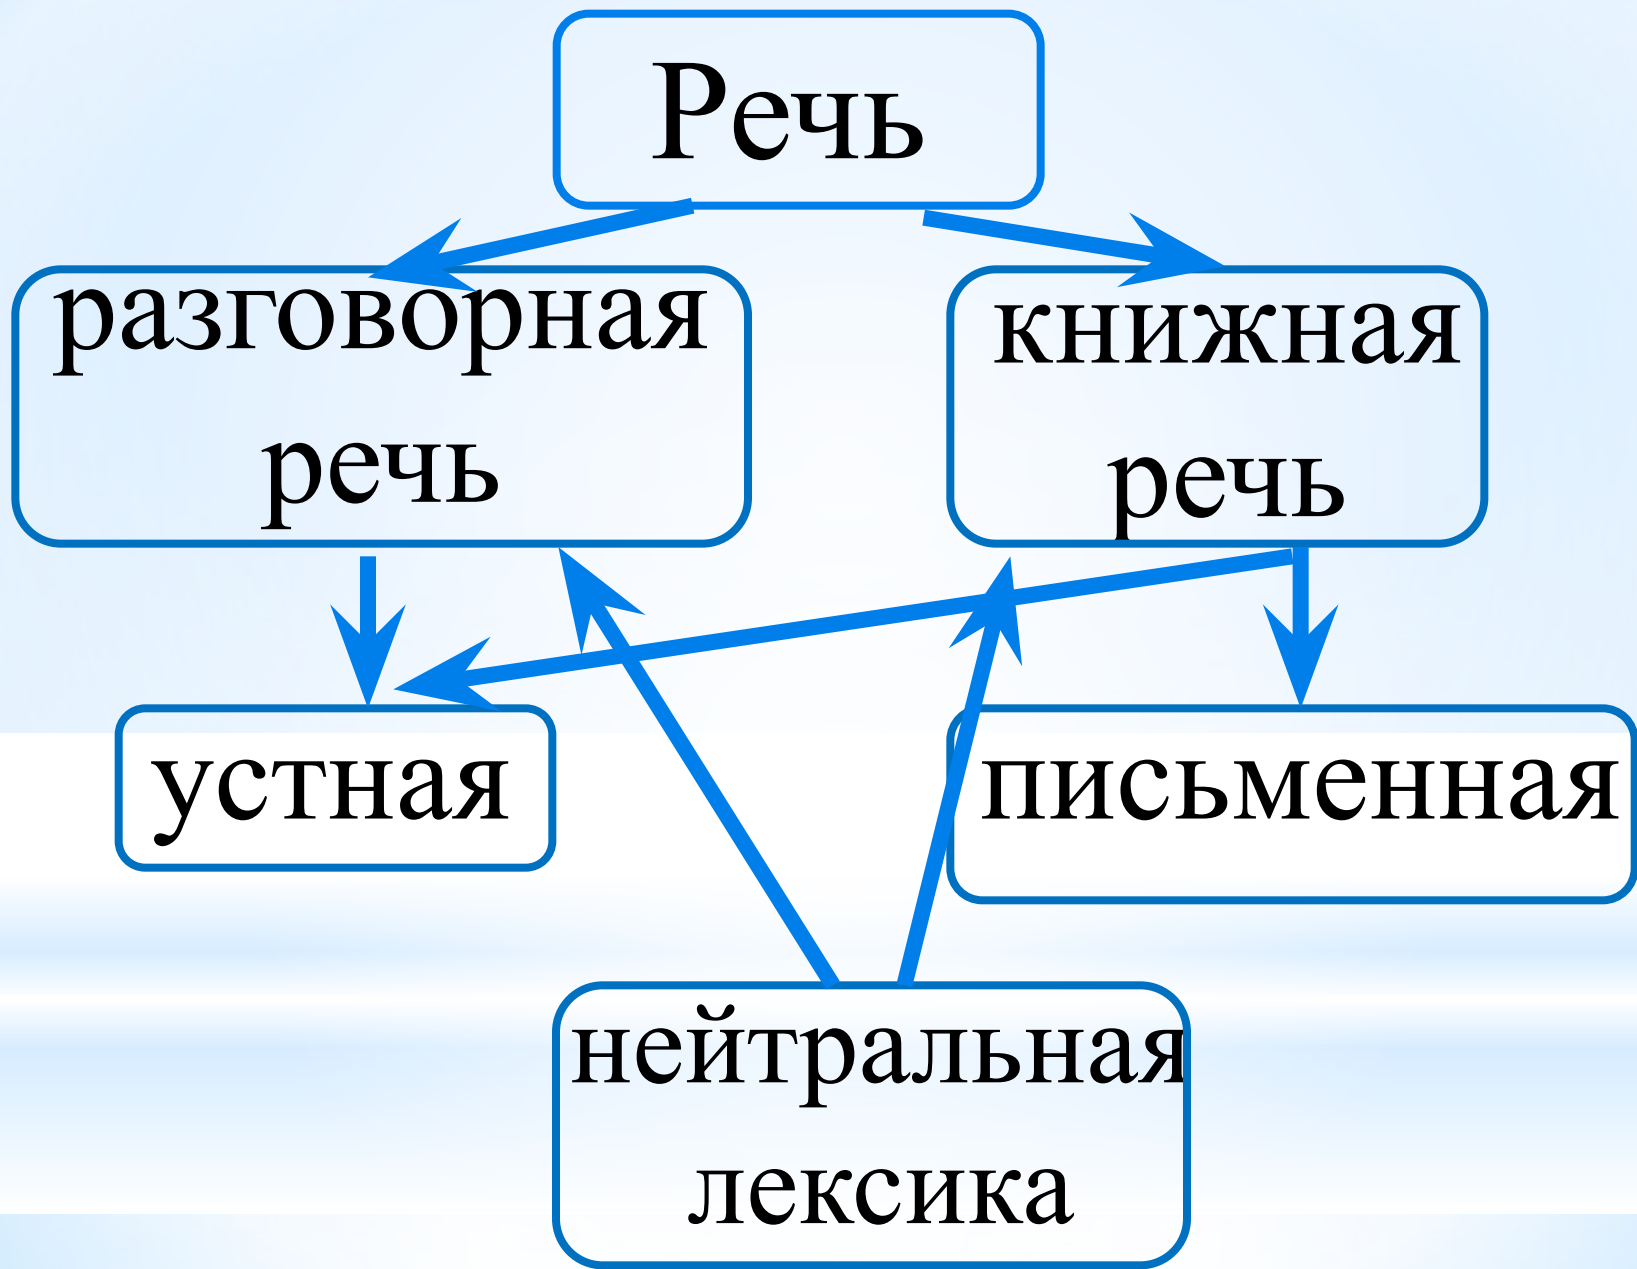 Речь
разговорная
речь
книжная
речь
устная
письменная
нейтральная
лексика